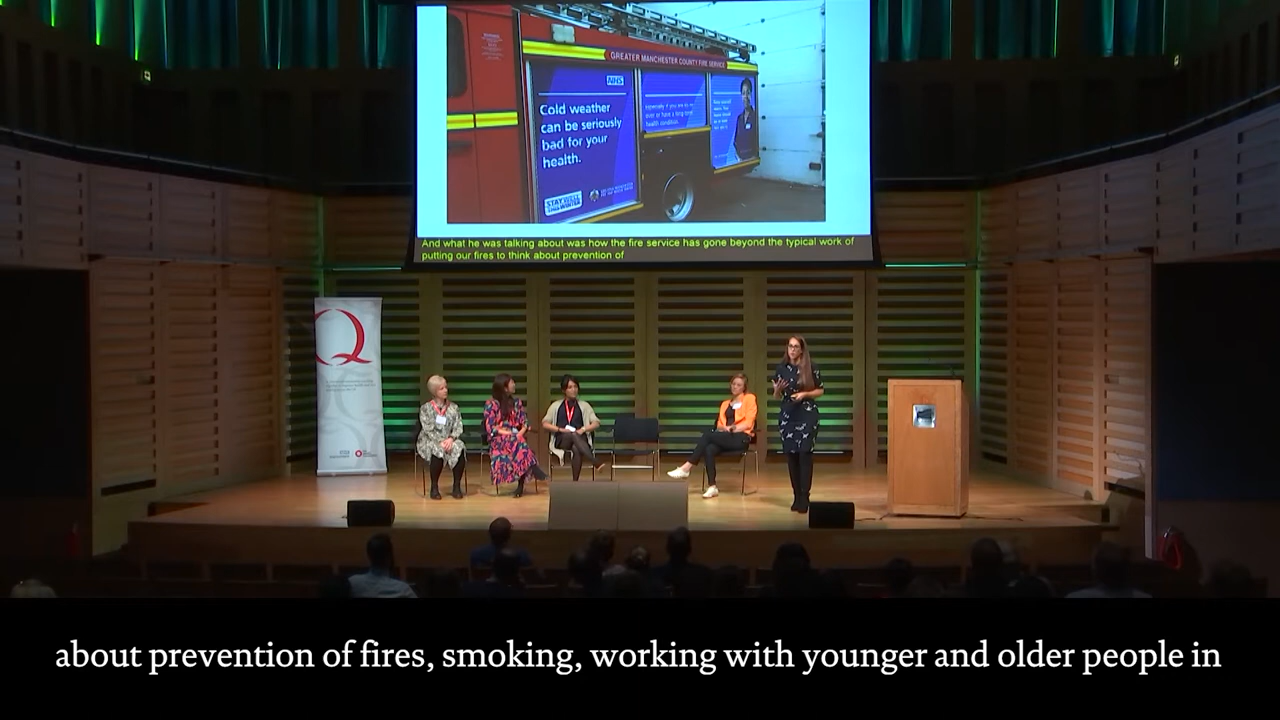 GREATER MANCHESTER COUNTY FIRE SERVICE
NHS
Cold weather
can be seriously
bad for your
health.
STAY WELL
THIS WINTER
And what he was talking about was how the fire service has gone beyond the typical work of
putting our fires to think about prevention of
Q
about prevention of fires, smoking, working with younger and older people in